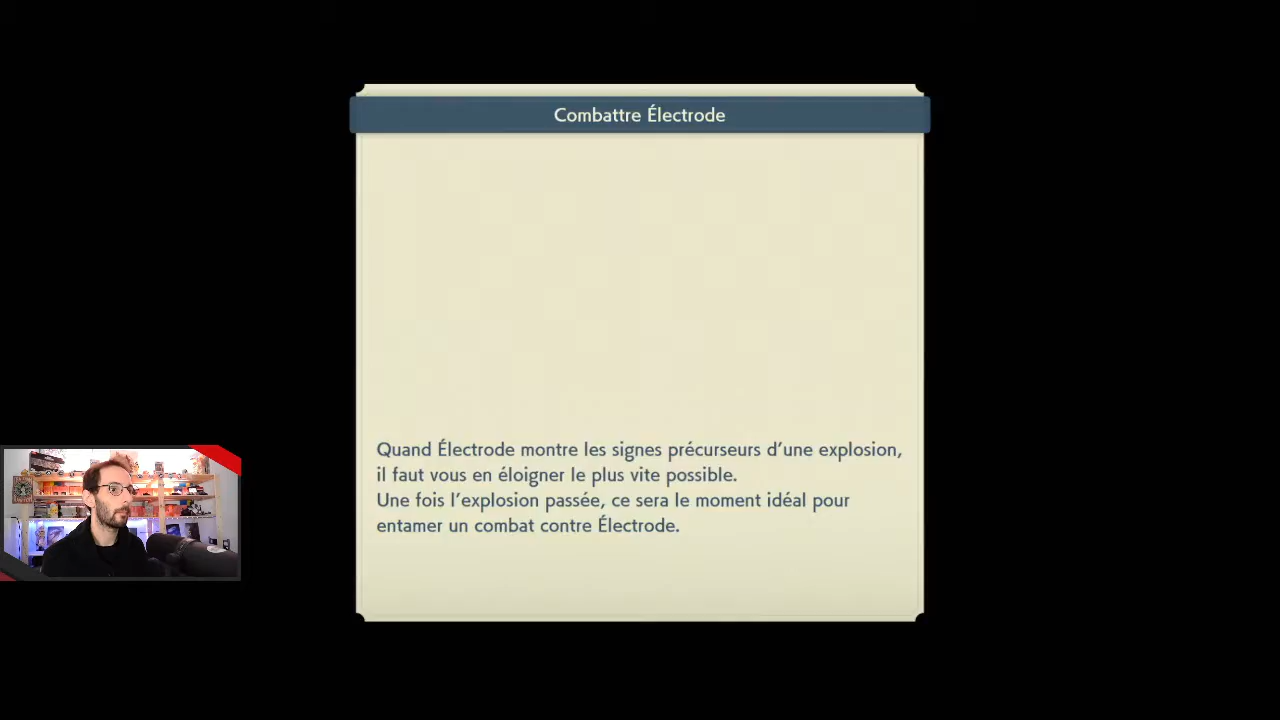 Combattre Électrode
Quand Électrode montre les signes précurseurs d’une explosion,
il faut vous en éloigner le plus vite possible.
Une fois l’explosion passée, ce sera le moment idéal pour
entamer un combat contre Électrode.